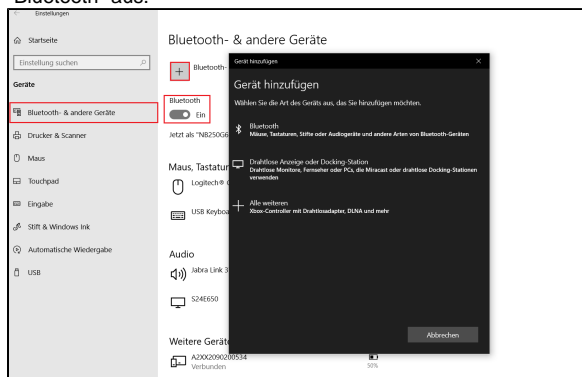 "Bluetooth" aus.
Einstellungen
Startseite
Einstellung suchen
Geräte
Bluetooth- & andere Geräte
Drucker & Scanner
Maus
Touchpad
Eingabe
Stift & Windows Ink
Automatische Wiedergabe
USB
Bluetooth- & andere Geräte
Bluetooth-
Bluetooth
Ein
Jetzt als "NB250G6
Maus, Tastatur
Logitech®
USB Keyboa
Audio
Jabra Link 3
S24E650
Weitere Geräte
A2XX2090200534
Verbunden
50%
Gerät hinzufügen
Gerät hinzufügen
Wählen Sie die Art des Geräts aus, das Sie hinzufügen möchten.
Bluetooth
Mäuse, Tastaturen, Stifte oder Audiogeräte und andere Arten von Bluetooth-Geräten
Drahtlose Anzeige oder Docking-Station
Drahtlose Monitore, Fernseher oder PCs, die Miracast oder drahtlose Docking-Stationen
verwenden
Alle weiteren
Xbox-Controller mit Drahtlosadapter, DLNA und mehr
Abbrechen